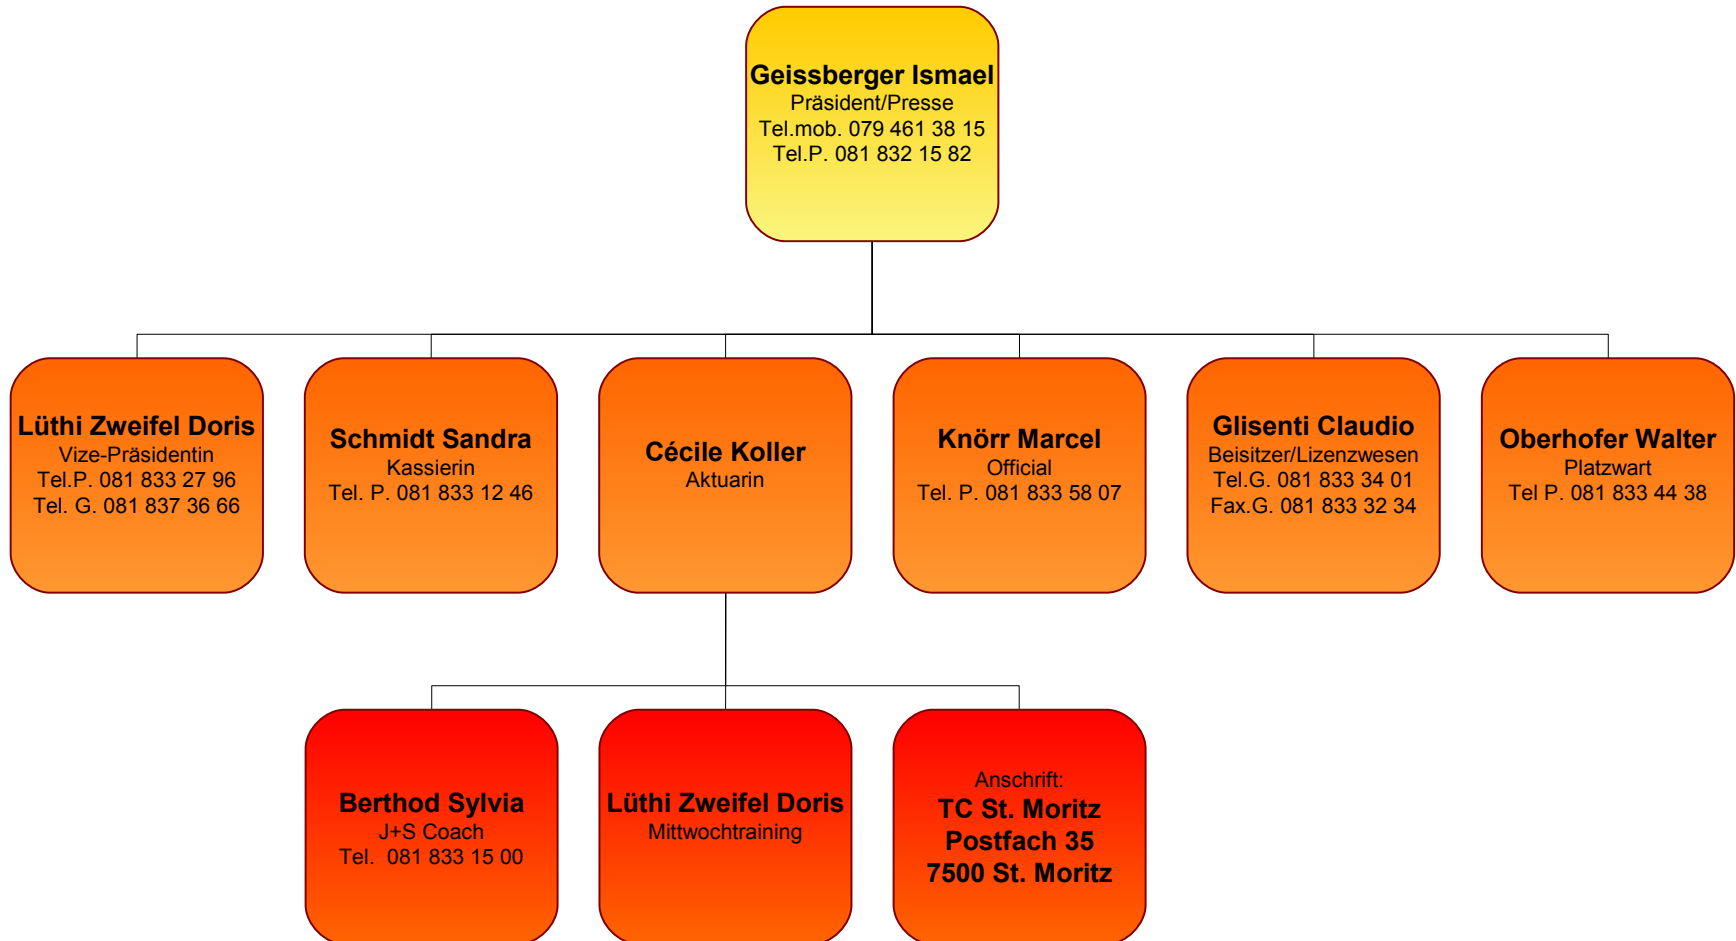 Geissberger Ismael
Präsident/Presse
Tel.mob. 079 461 38 15
Tel.P. 081 832 15 82
Lüthi Zweifel Doris
Vize-Präsidentin
Tel.P. 081 833 27 96
Tel. G. 081 837 36 66
Schmidt Sandra
Kassierin
Tel. P. 081 833 12 46
Cécile Koller
Aktuarin
Knörr Marcel
Official
Tel. P. 081 833 58 07
Glisenti Claudio
Beisitzer/Lizenzwesen
Tel.G. 081 833 34 01
Fax.G. 081 833 32 34
Oberhofer Walter
Platzwart
Tel P. 081 833 44 38
Berthod Sylvia
J+S Coach
Tel.  081 833 15 00
Lüthi Zweifel Doris
Mittwochtraining
Anschrift:
TC St. Moritz
Postfach 35
7500 St. Moritz